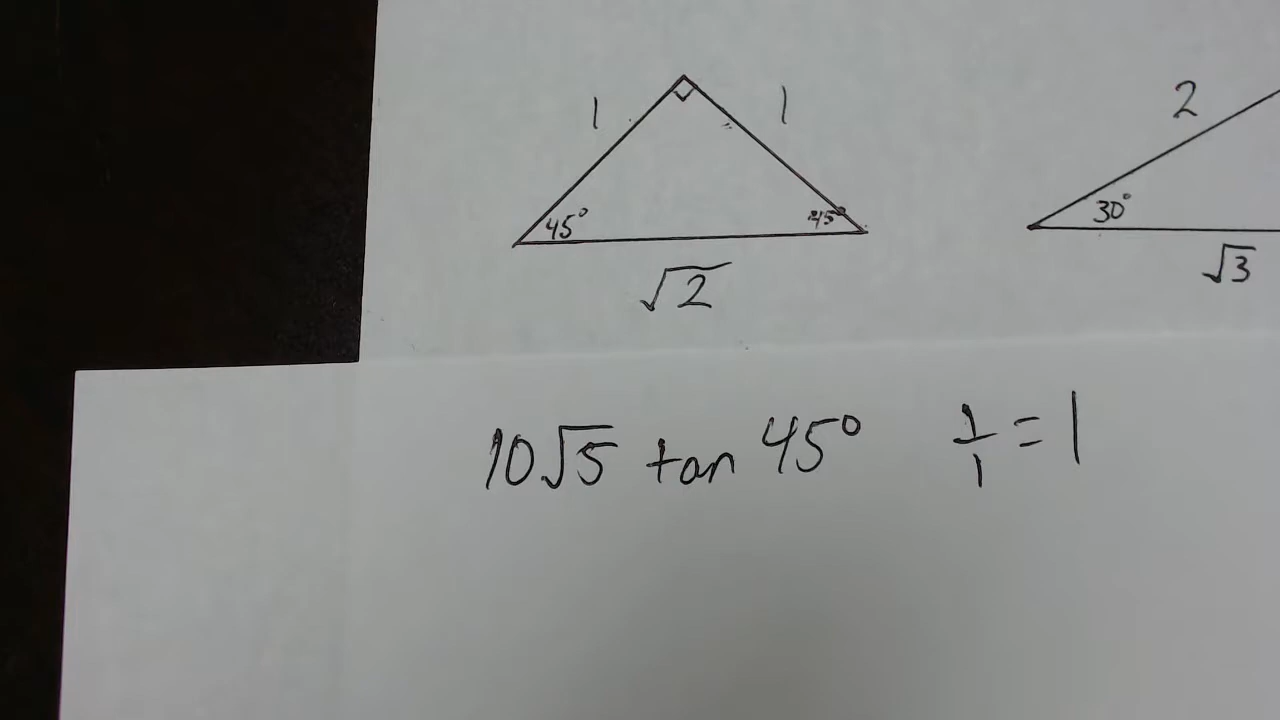 1 1 2
45° 45° 30°
√2 √3
10√5 tan 45° 1/1 = 1